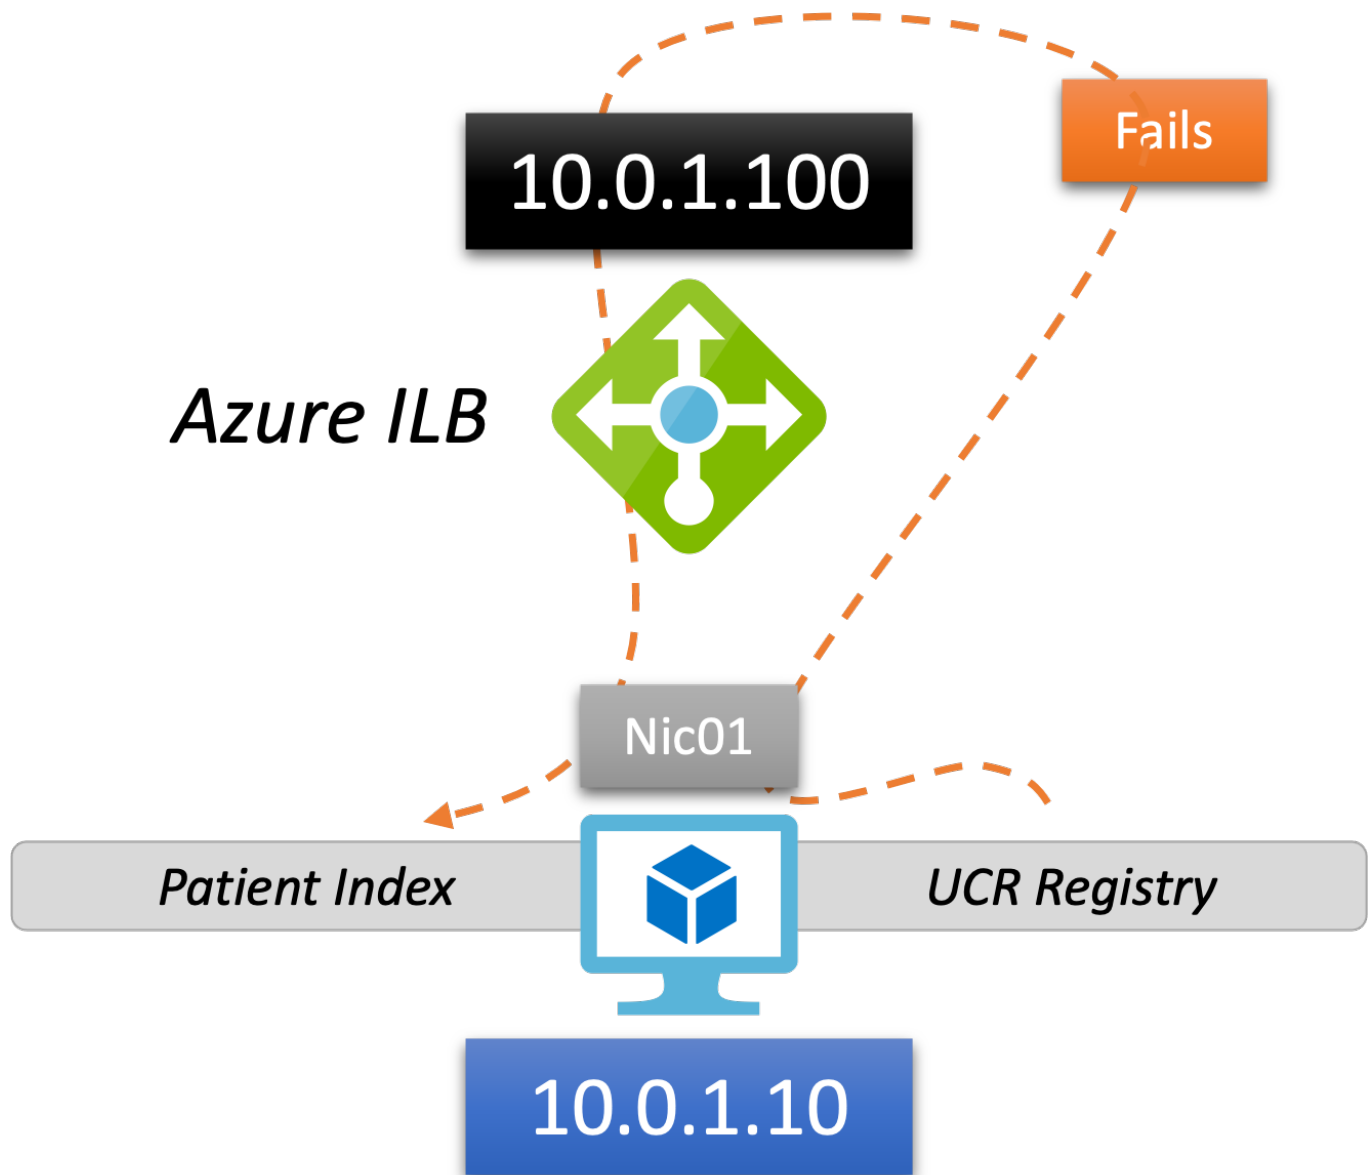 10.0.1.100
Fails
Azure ILB
Nic01
Patient Index
UCR Registry
10.0.1.10